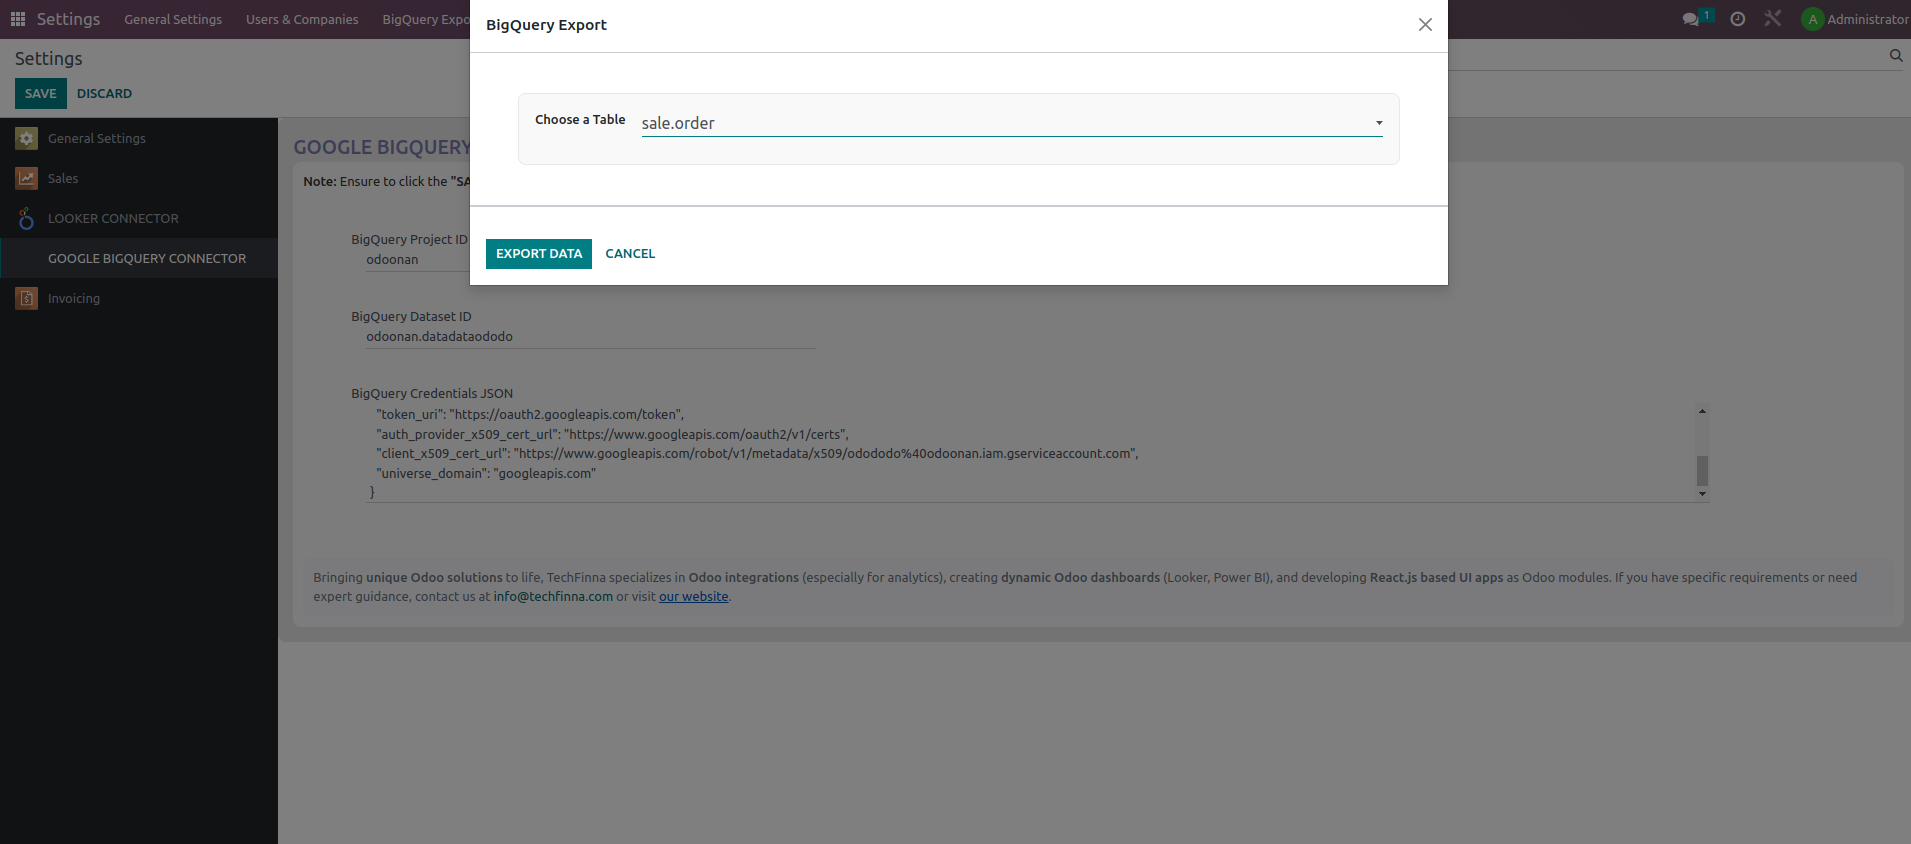 Settings General Settings Users & Companies BigQuery Expo
1 A Administrator
BigQuery Export
Settings
SAVE DISCARD
Choose a Table sale.order
General Settings
Sales
LOOKER CONNECTOR
GOOGLE BIGQUERY CONNECTOR
Invoicing
EXPORT DATA CANCEL
GOOGLE BIGQUERY
Note: Ensure to click the "SA
BigQuery Project ID
odoonan
BigQuery Dataset ID
odoonan.datadataododo
BigQuery Credentials JSON
"token_uri": "https://oauth2.googleapis.com/token",
"auth_provider_x509_cert_url": "https://www.googleapis.com/oauth2/v1/certs",
"client_x509_cert_url": "https://www.googleapis.com/robot/v1/metadata/x509/odododo%40odoonan.iam.gserviceaccount.com",
"universe_domain": "googleapis.com"
}
Bringing unique Odoo solutions to life, TechFinna specializes in Odoo integrations (especially for analytics), creating dynamic Odoo dashboards (Looker, Power BI), and developing React.js based UI apps as Odoo modules. If you have specific requirements or need
expert guidance, contact us at info@techfinna.com or visit our website.